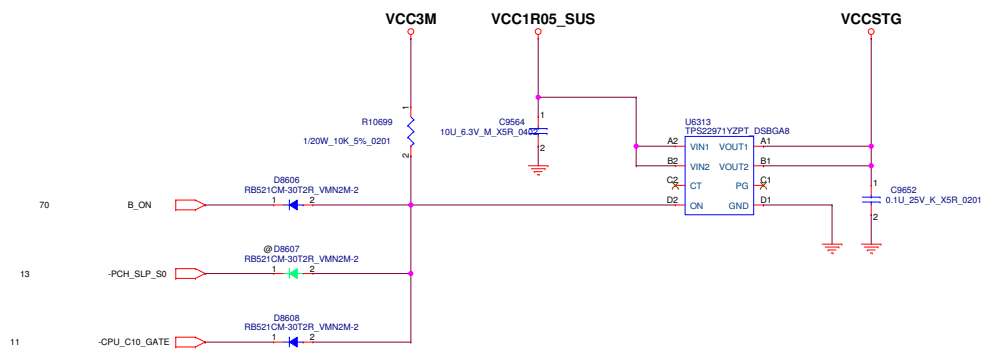 VCC3M
VCC1R05_SUS
VCCSTG
1
R10699
1/20W_10K_5%_0201
2
1
C9564
10U_6.3V_M_X5R_0402
2
U6313
TPS22971YZPT_DSBGA8
A2 VIN1 VOUT1 A1
B2 VIN2 VOUT2 B1
C2 CT PG C1
D2 ON GND D1
1
C9652
0.1U_25V_K_X5R_0201
2
D8606
RB521CM-30T2R_VMN2M-2
70 B_ON 1 2
@D8607
RB521CM-30T2R_VMN2M-2
13 -PCH_SLP_S0 1 2
D8608
RB521CM-30T2R_VMN2M-2
11 -CPU_C10_GATE 1 2